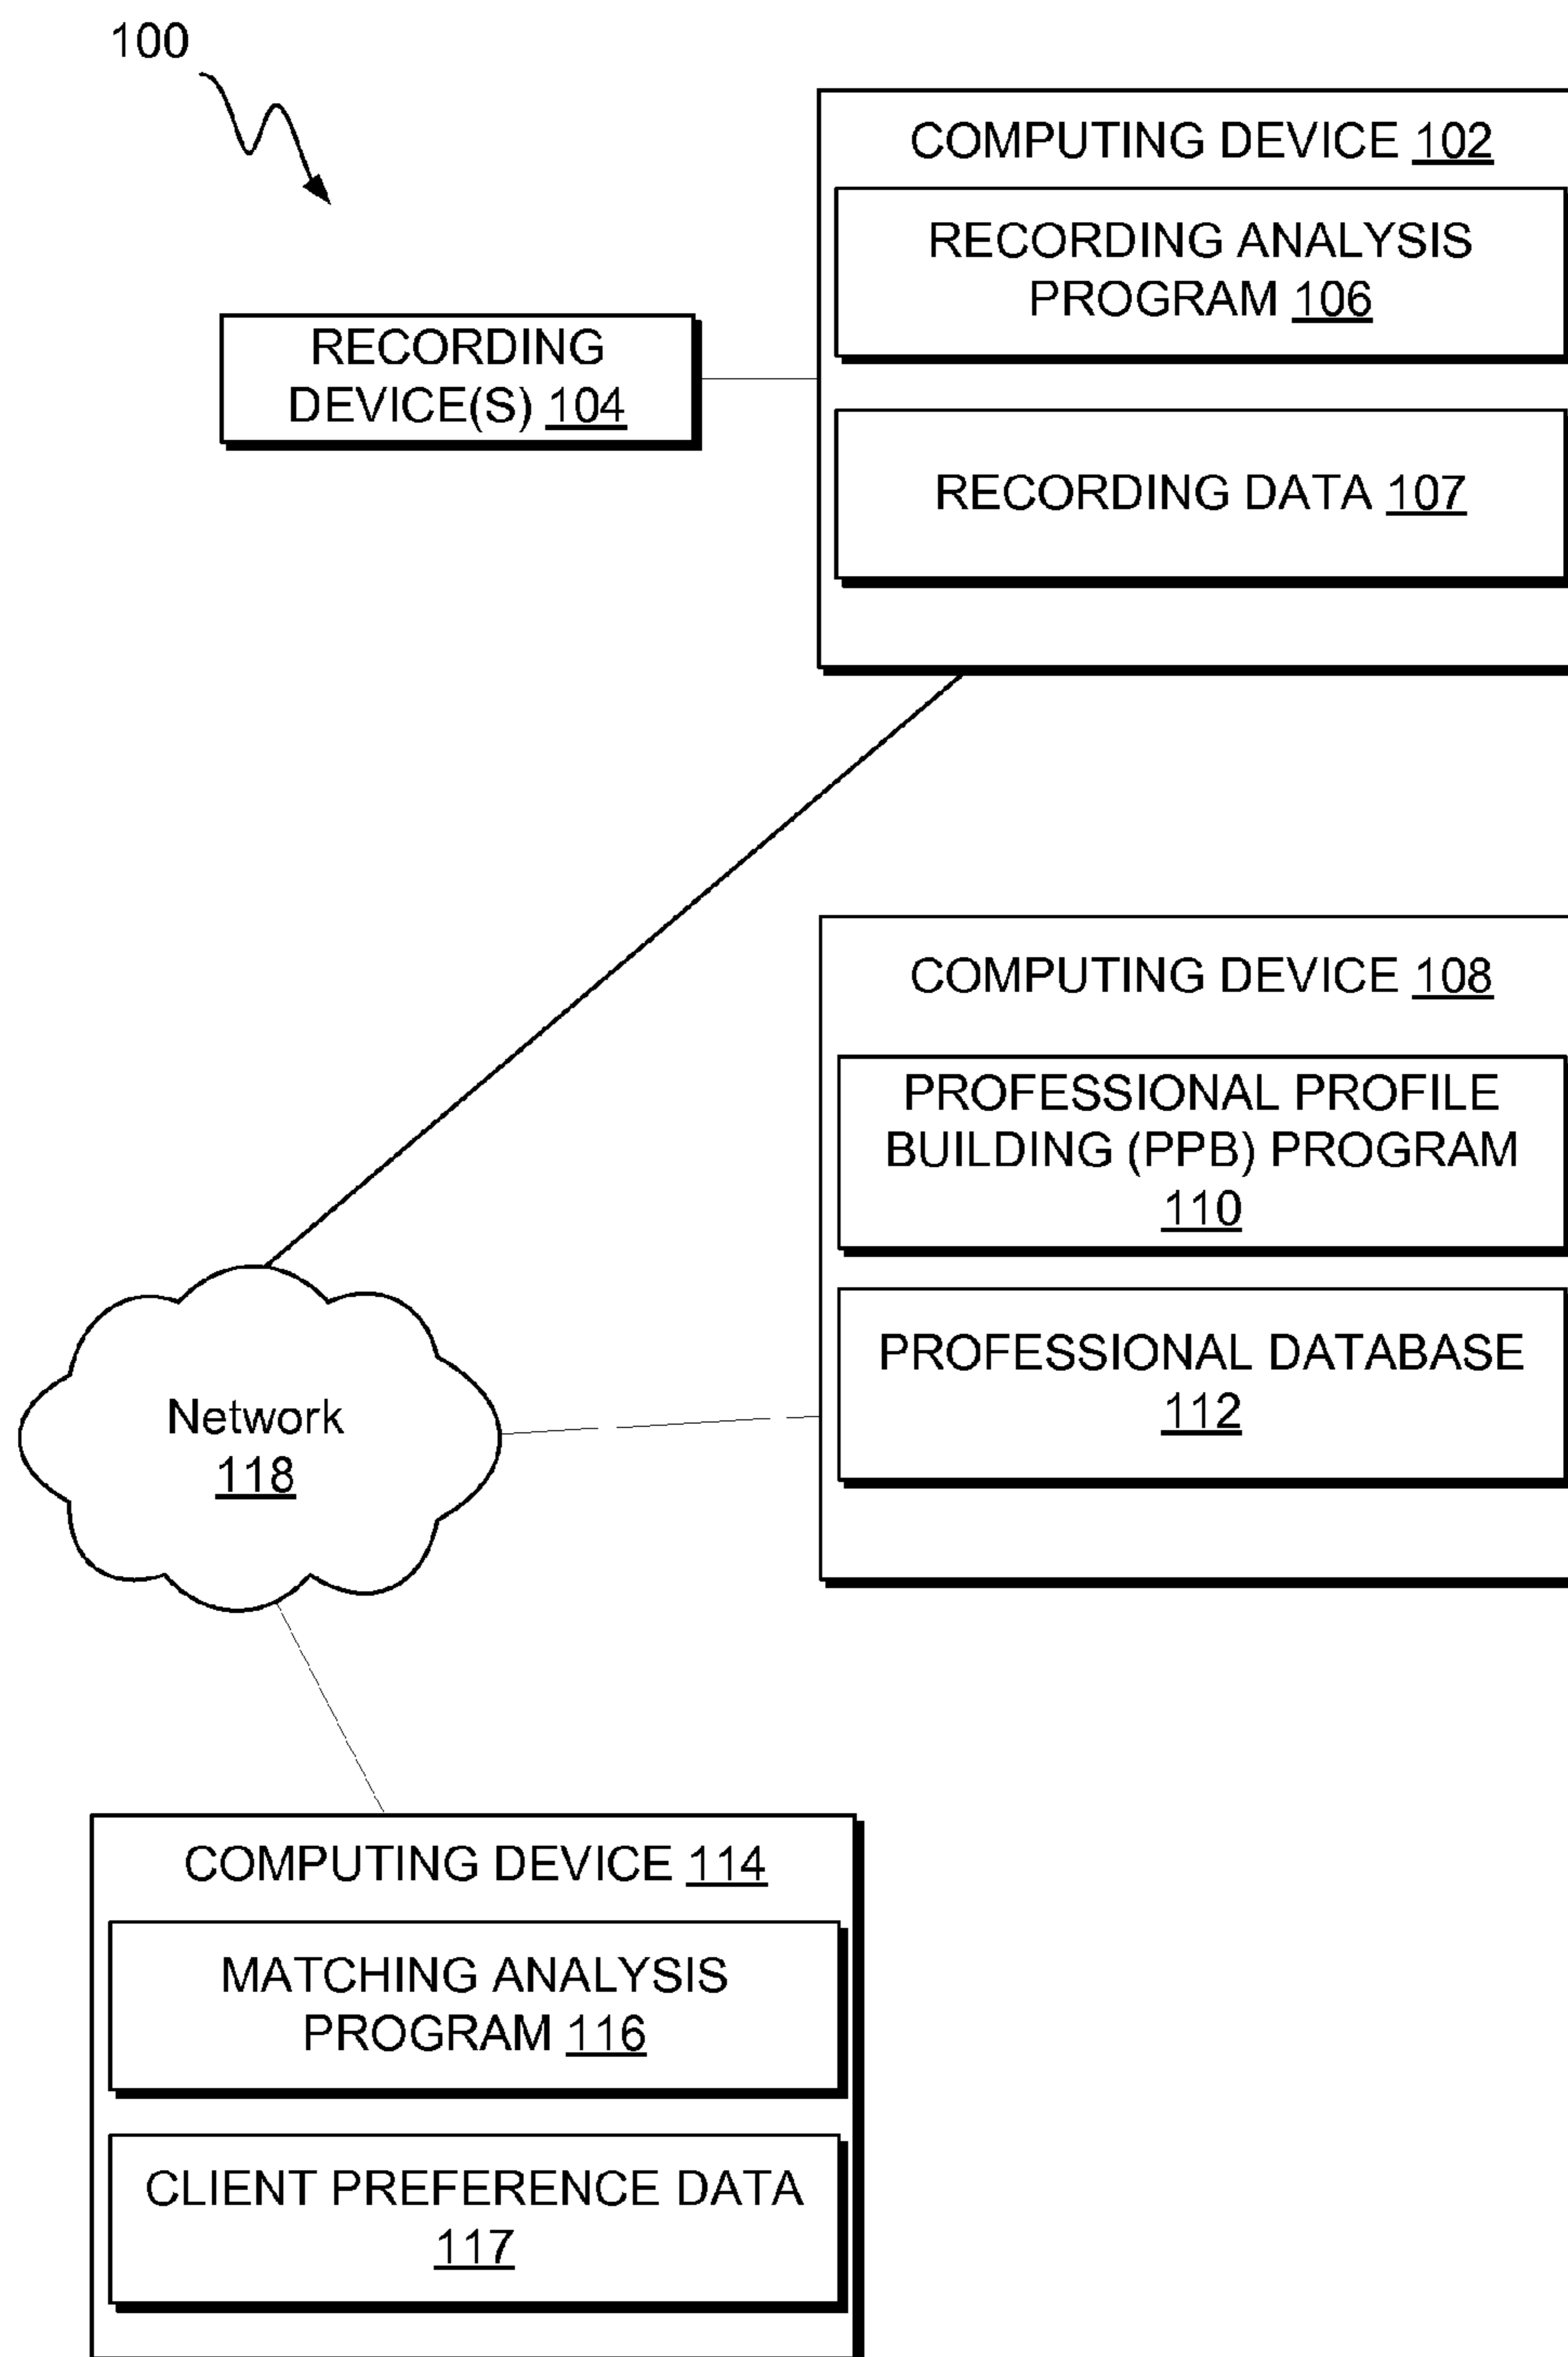 100
COMPUTING DEVICE 102
RECORDING ANALYSIS
PROGRAM 106
RECORDING
DEVICE(S) 104
RECORDING DATA 107
COMPUTING DEVICE 108
PROFESSIONAL PROFILE
BUILDING (PPB) PROGRAM
110
PROFESSIONAL DATABASE
112
Network
118
COMPUTING DEVICE 114
MATCHING ANALYSIS
PROGRAM 116
CLIENT PREFERENCE DATA
117